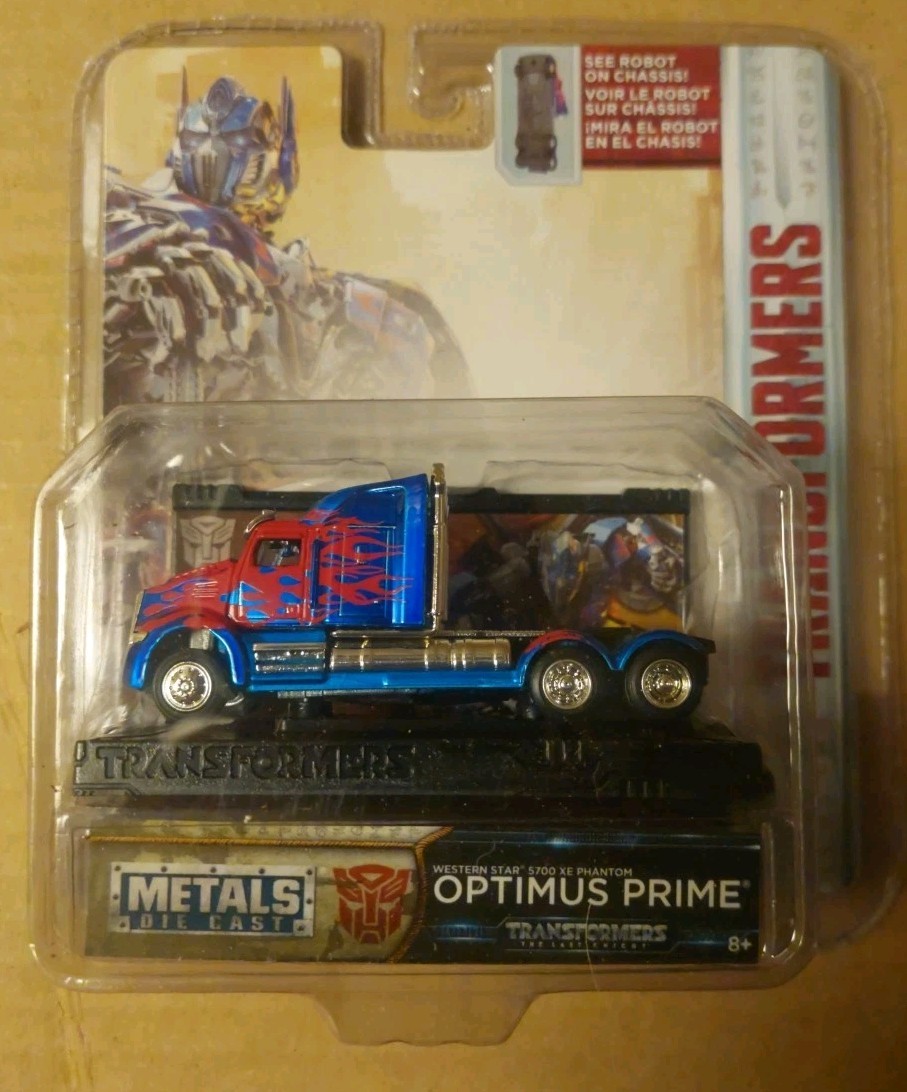 SEE ROBOT
ON CHASSIS!
VOIR LE ROBOT
SUR CHÂSSIS!
¡MIRA EL ROBOT
EN EL CHASIS!
TRANSFORMERS
TRANSFORMERS
METALS
DIE CAST
WESTERN STAR® 5700 XE PHANTOM
OPTIMUS PRIME®
TRANSFORMERS
THE LAST KNIGHT
8+